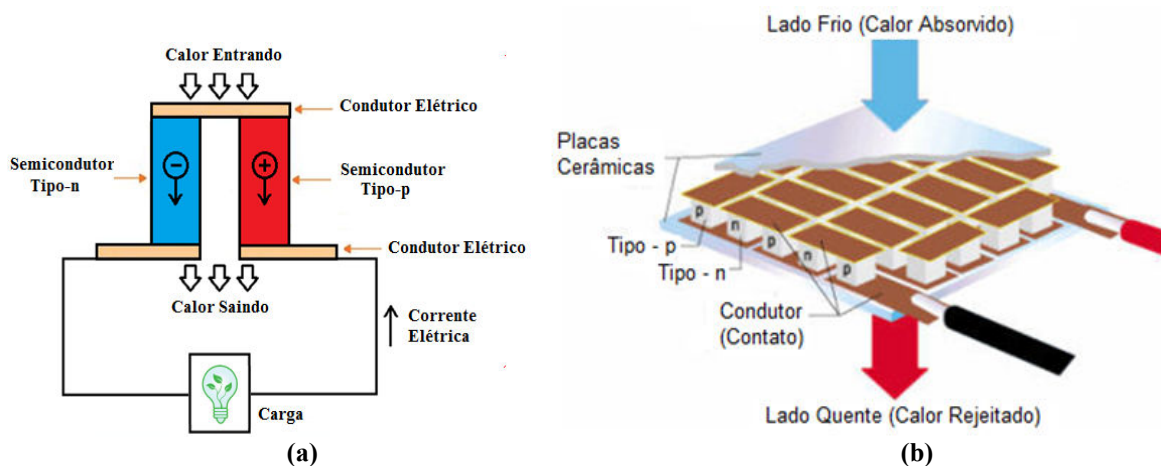 Calor Entrando
Condutor Elétrico
Semicondutor
Tipo-n
Semicondutor
Tipo-p
Condutor Elétrico
Calor Saindo
Corrente
Elétrica
Carga
(a)
Lado Frio (Calor Absorvido)
Placas
Cerâmicas
p
n
p
n
p
Tipo - p
Tipo - n
Condutor
(Contato)
Lado Quente (Calor Rejeitado)
(b)